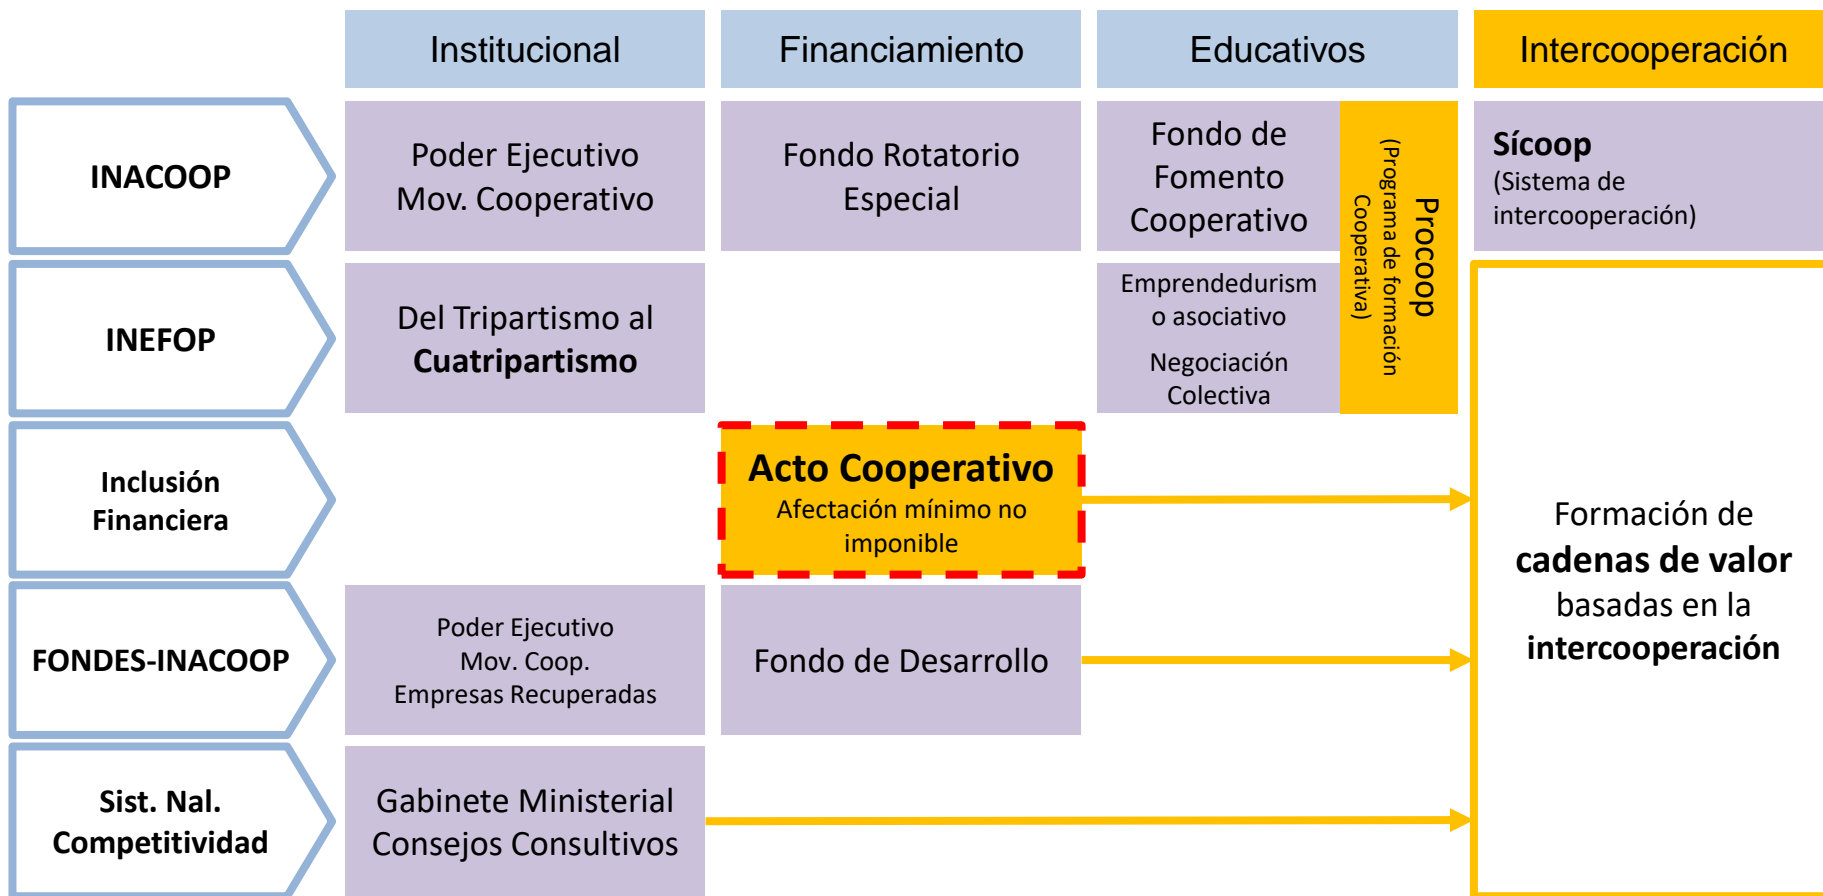 Institucional
Financiamiento
Educativos
Intercooperación
INACOOP
Poder Ejecutivo
Mov. Cooperativo
Fondo Rotatorio
Especial
Fondo de
Fomento
Cooperativo
Procoop
(Programa de formación
Cooperativa)
Sícoop
(Sistema de
intercooperación)
INEFOP
Del Tripartismo al
Cuatripartismo
Emprendedurism
o asociativo
Negociación
Colectiva
Inclusión
Financiera
Acto Cooperativo
Afectación mínimo no
imponible
Formación de
cadenas de valor
basadas en la
intercooperación
FONDES-INACOOP
Poder Ejecutivo
Mov. Coop.
Empresas Recuperadas
Fondo de Desarrollo
Sist. Nal.
Competitividad
Gabinete Ministerial
Consejos Consultivos